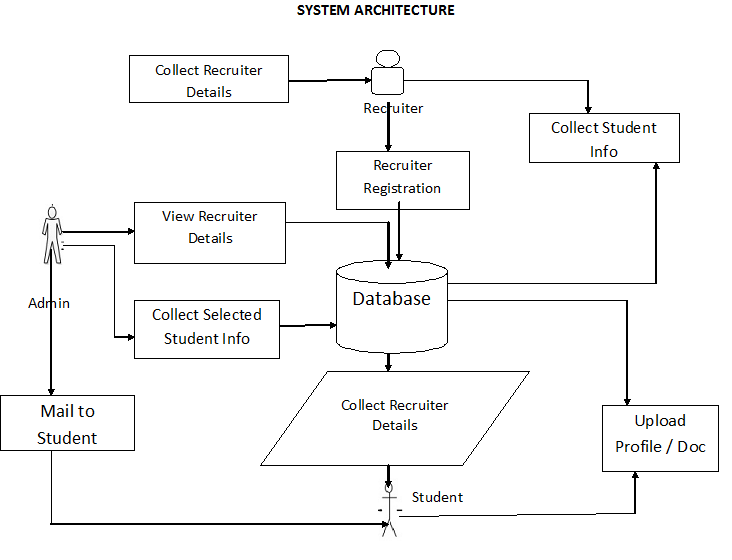 SYSTEM ARCHITECTURE
Collect Recruiter
Details
Recruiter
Collect Student
Info
Recruiter
Registration
View Recruiter
Details
Admin
Database
Collect Selected
Student Info
Collect Recruiter
Details
Mail to
Student
Upload
Profile / Doc
Student